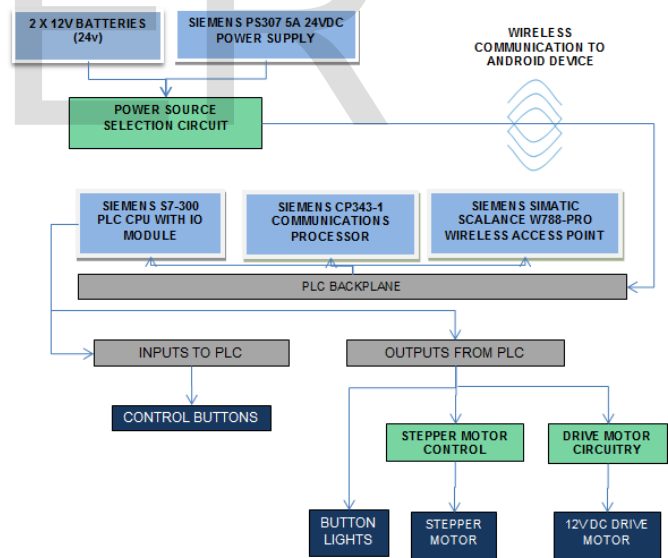 2 X 12V BATTERIES
(24v)
SIEMENS PS307 5A 24VDC
POWER SUPPLY
WIRELESS
COMMUNICATION TO
ANDROID DEVICE
ER
POWER SOURCE
SELECTION CIRCUIT
SIEMENS S7-300
PLC CPU WITH IO
MODULE
SIEMENS CP343-1
COMMUNICATIONS
PROCESSOR
SIEMENS SIMATIC
SCALANCE W788-PRO
WIRELESS ACCESS POINT
PLC BACKPLANE
INPUTS TO PLC
OUTPUTS FROM PLC
CONTROL BUTTONS
STEPPER MOTOR
CONTROL
DRIVE MOTOR
CIRCUITRY
BUTTON
LIGHTS
STEPPER
MOTOR
12V DC DRIVE
MOTOR